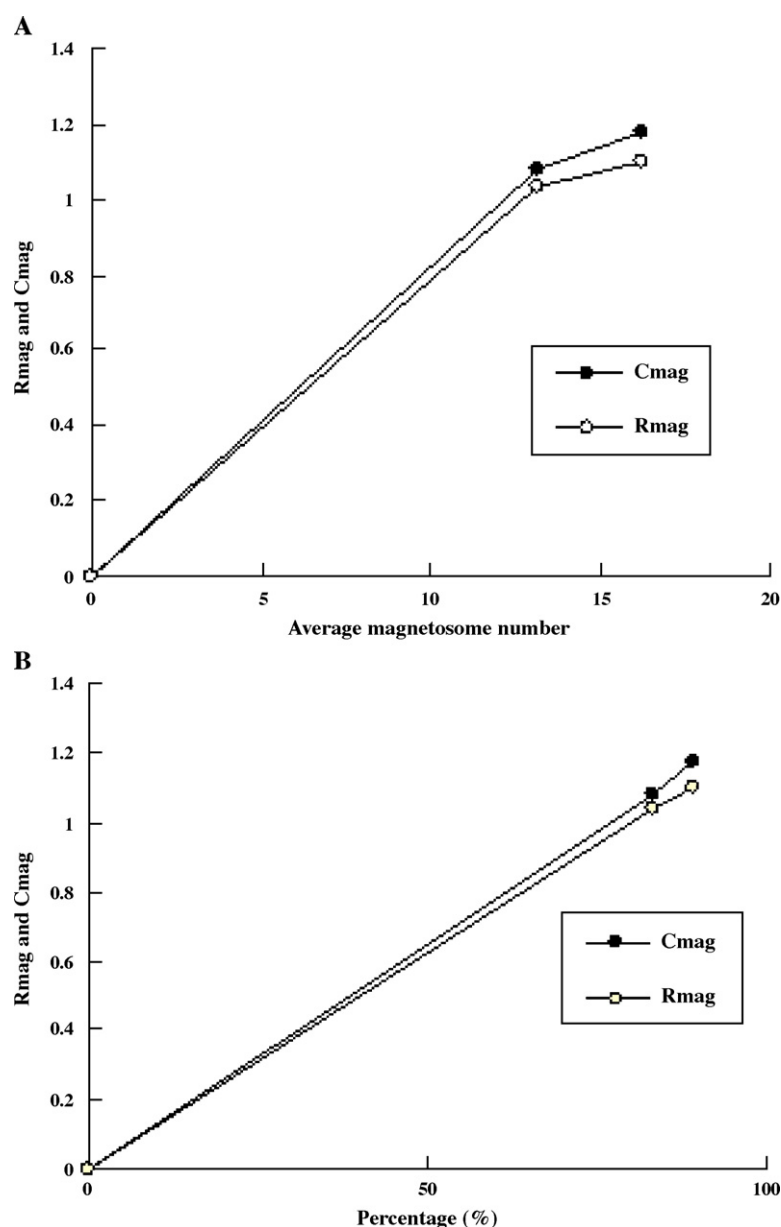 A
1.4
1.2
1
0.8
0.6
0.4
0.2
0
Rmag and Cmag
Cmag
Rmag
0 5 10 15 20
Average magnetosome number
B
1.4
1.2
1
0.8
0.6
0.4
0.2
0
Rmag and Cmag
Cmag
Rmag
0 50 100
Percentage (%)